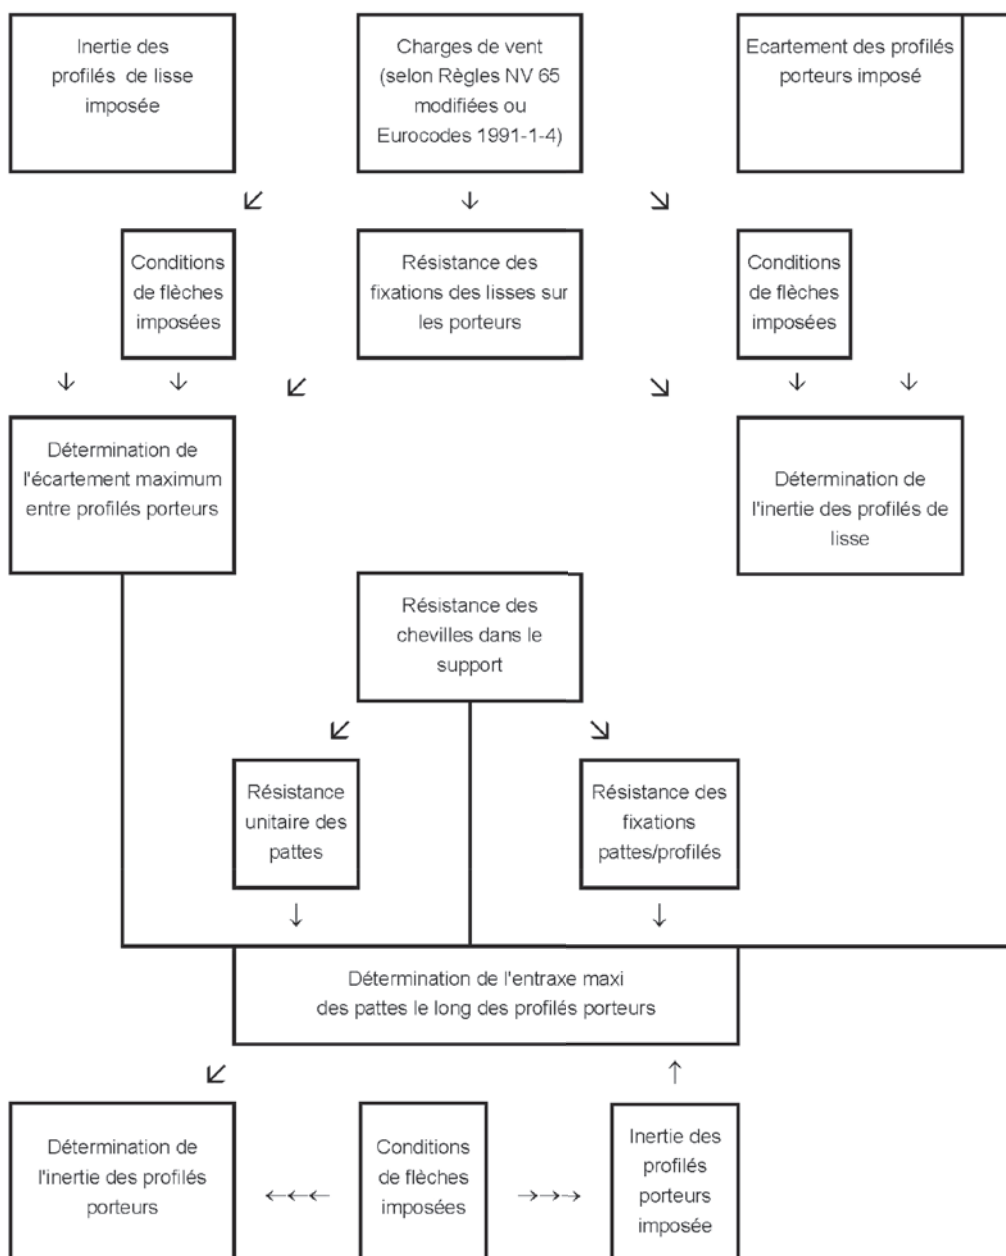 Inertie des
profilés de lisse
imposée
Charges de vent
(selon Règles NV 65
modifiées ou
Eurocodes 1991-1-4)
Ecartement des profilés
porteurs imposé
Conditions
de flèches
imposées
Résistance des
fixations des lisses sur
les porteurs
Conditions
de flèches
imposées
Détermination de
l'écartement maximum
entre profilés porteurs
Détermination de
l'inertie des profilés de
lisse
Résistance des
chevilles dans le
support
Résistance
unitaire des
pattes
Résistance des
fixations
pattes/profilés
Détermination de l'entraxe maxi
des pattes le long des profilés porteurs
Détermination de
l'inertie des profilés
porteurs
Conditions
de flèches
imposées
Inertie des
profilés
porteurs
imposée